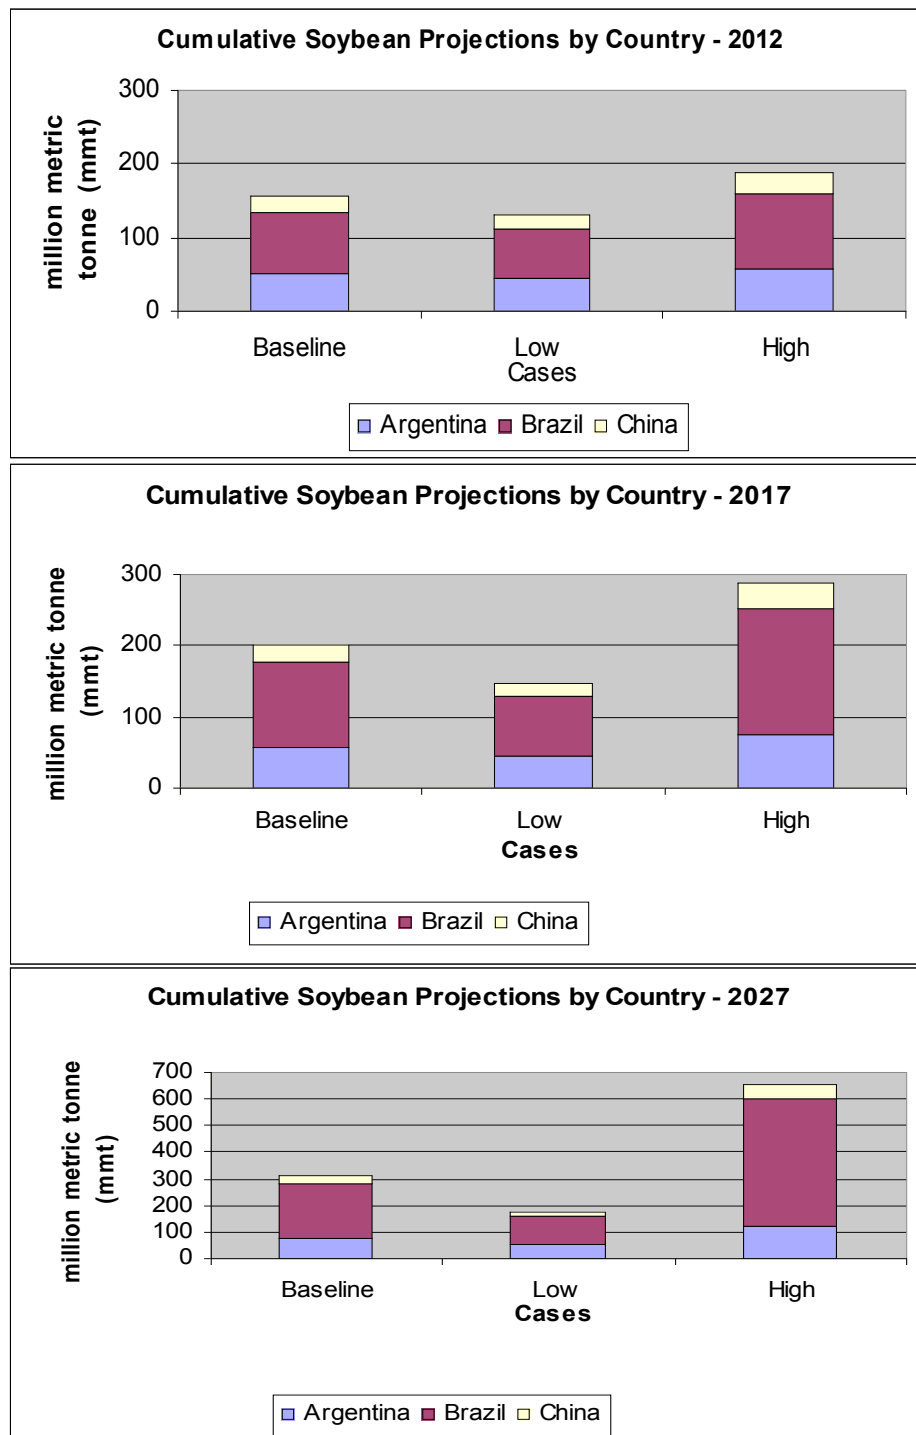 Cumulative Soybean Projections by Country - 2012
million metric
tonne (mmt)
300
200
100
0
Baseline Low High
Cases
Argentina Brazil China
Cumulative Soybean Projections by Country - 2017
million metric tonne
(mmt)
300
200
100
0
Baseline Low High
Cases
Argentina Brazil China
Cumulative Soybean Projections by Country - 2027
million metric tonne
(mmt)
700
600
500
400
300
200
100
0
Baseline Low High
Cases
Argentina Brazil China